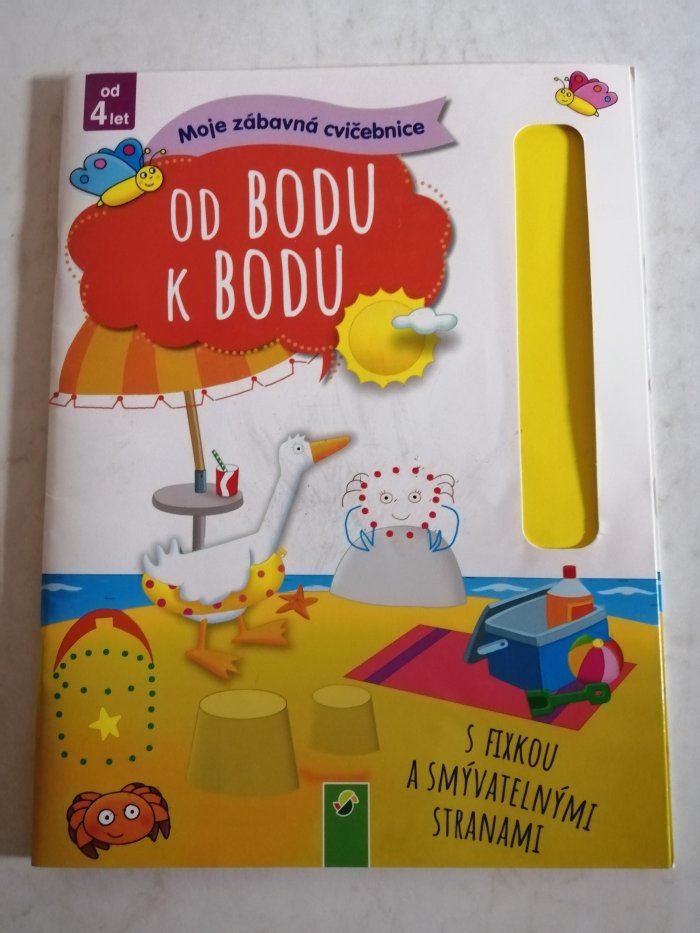 od
4 let
Moje zábavná cvičebnice
OD BODU
K BODU
S FIXKOU
A SMÝVATELNÝMI
STRANAMI